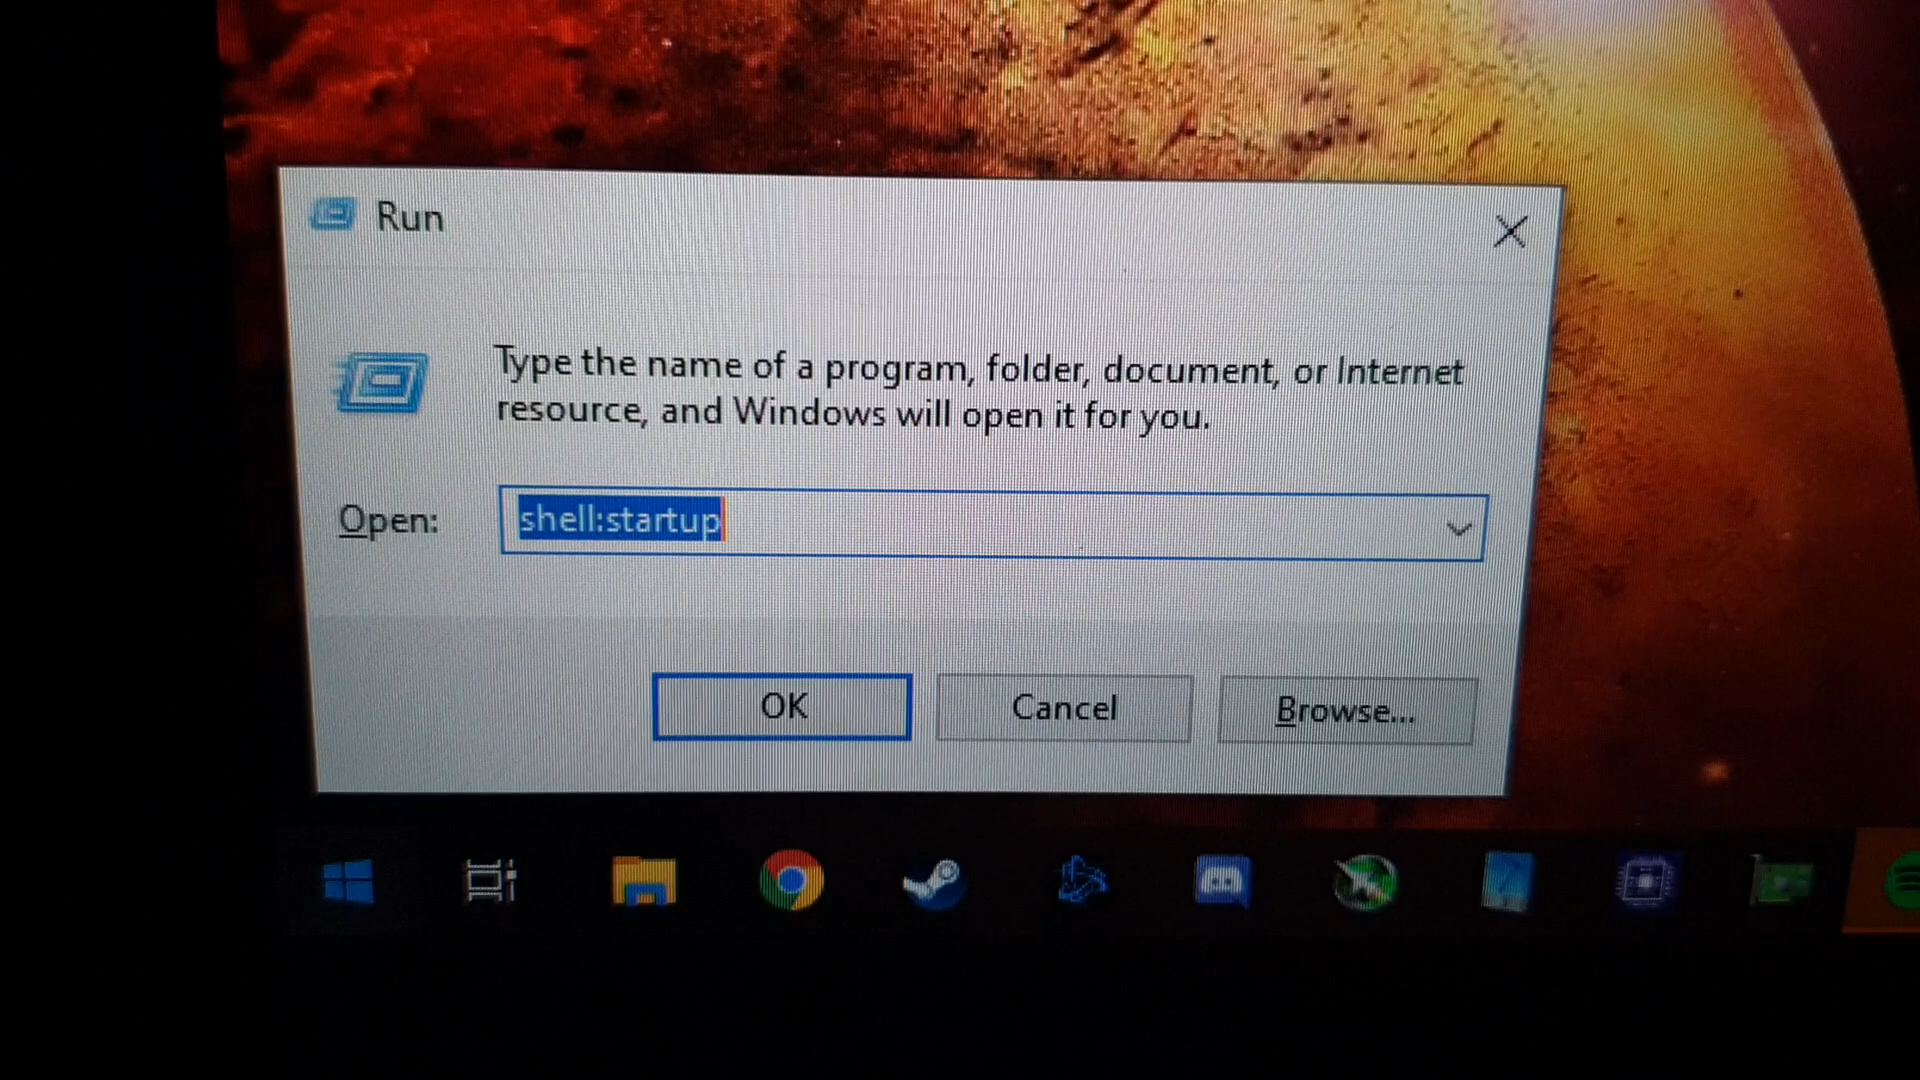 Run
Type the name of a program, folder, document, or Internet
resource, and Windows will open it for you.
Open:
shell:startup
OK
Cancel
Browse...